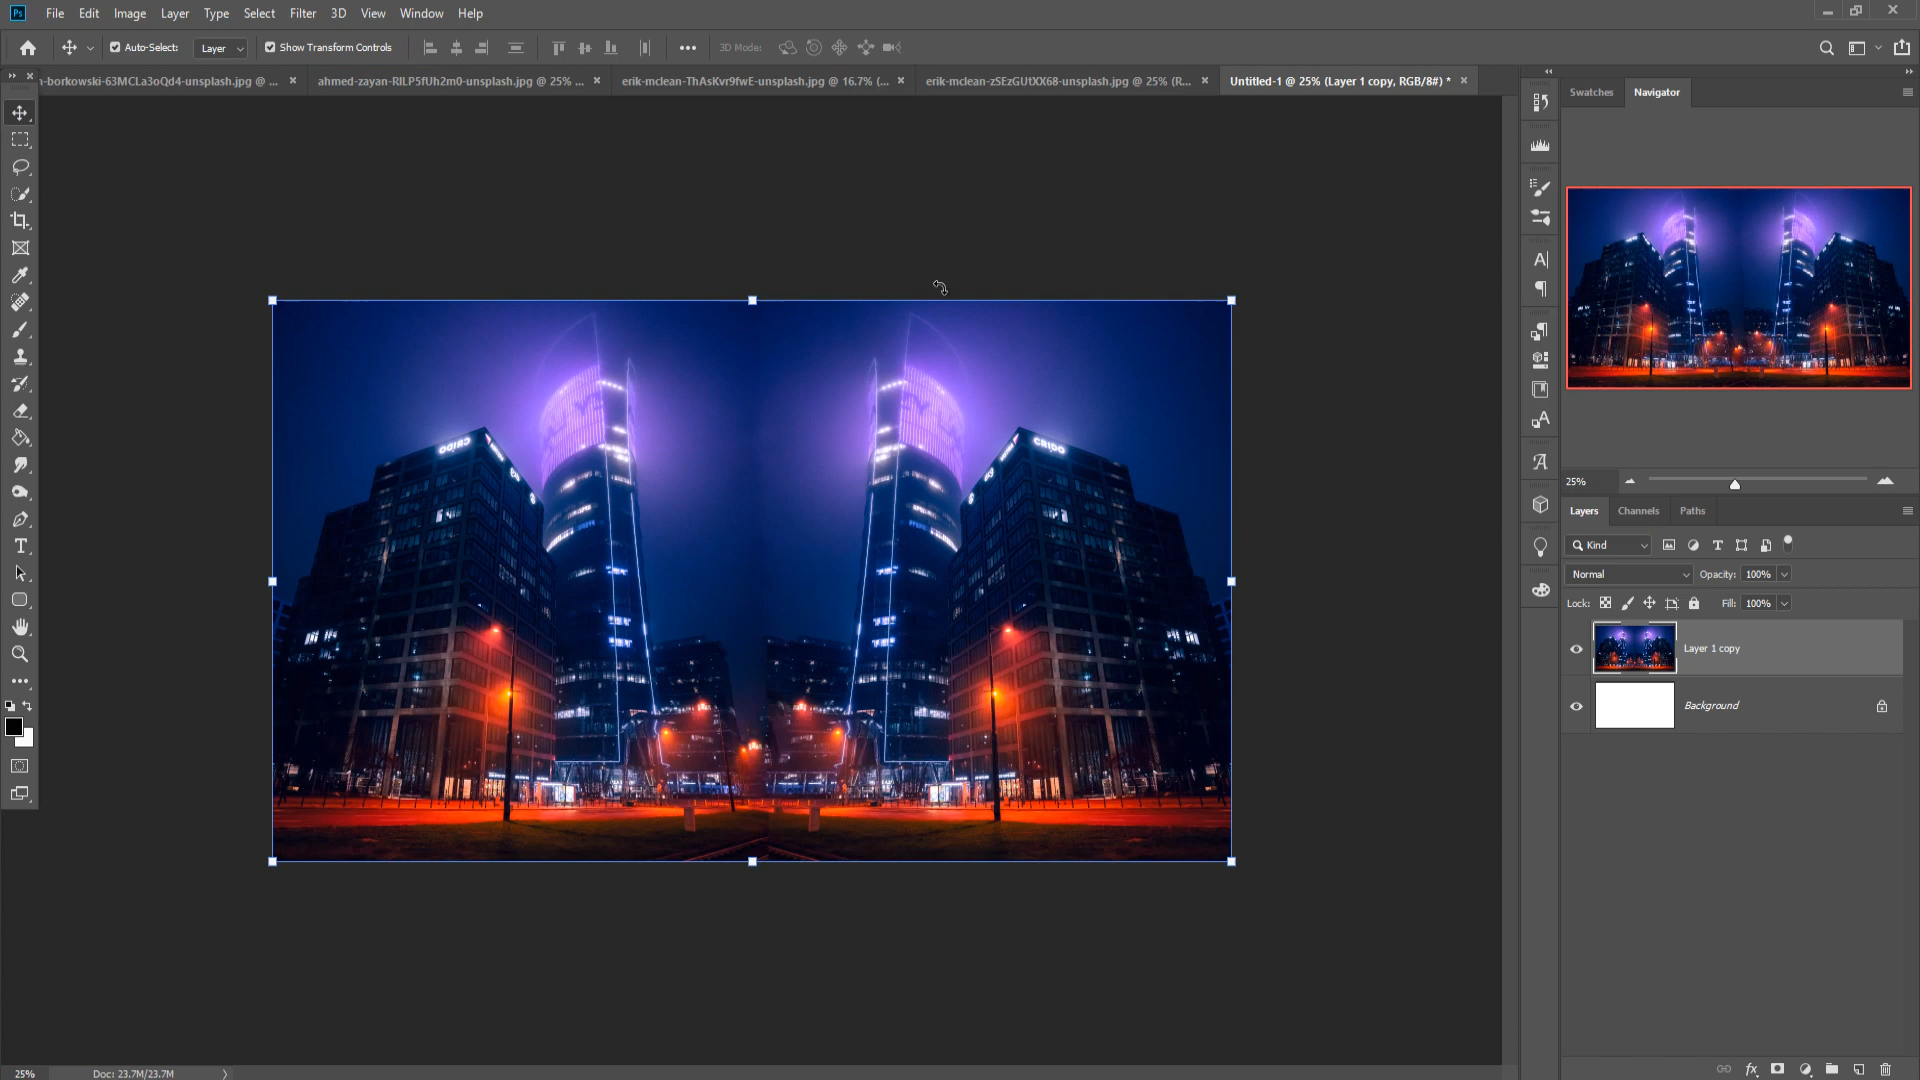 Ps File Edit Image Layer Type Select Filter 3D View Window Help
Auto-Select: Layer Show Transform Controls 3D Mode:
-borkowski-63MCLa3oQd4-unsplash.jpg @ ... ahmed-zayan-RILP5fUh2m0-unsplash.jpg @ 25% ... erik-mclean-ThAsKvr9fwE-unsplash.jpg @ 16.7% (... erik-mclean-zSEzGUtXX68-unsplash.jpg @ 25% (R... Untitled-1 @ 25% (Layer 1 copy, RGB/8#) *
Swatches Navigator
CRIDO
25%
Layers Channels Paths
Kind
Normal Opacity: 100%
Lock: Fill: 100%
Layer 1 copy
Background
25% Doc: 23.7M/23.7M